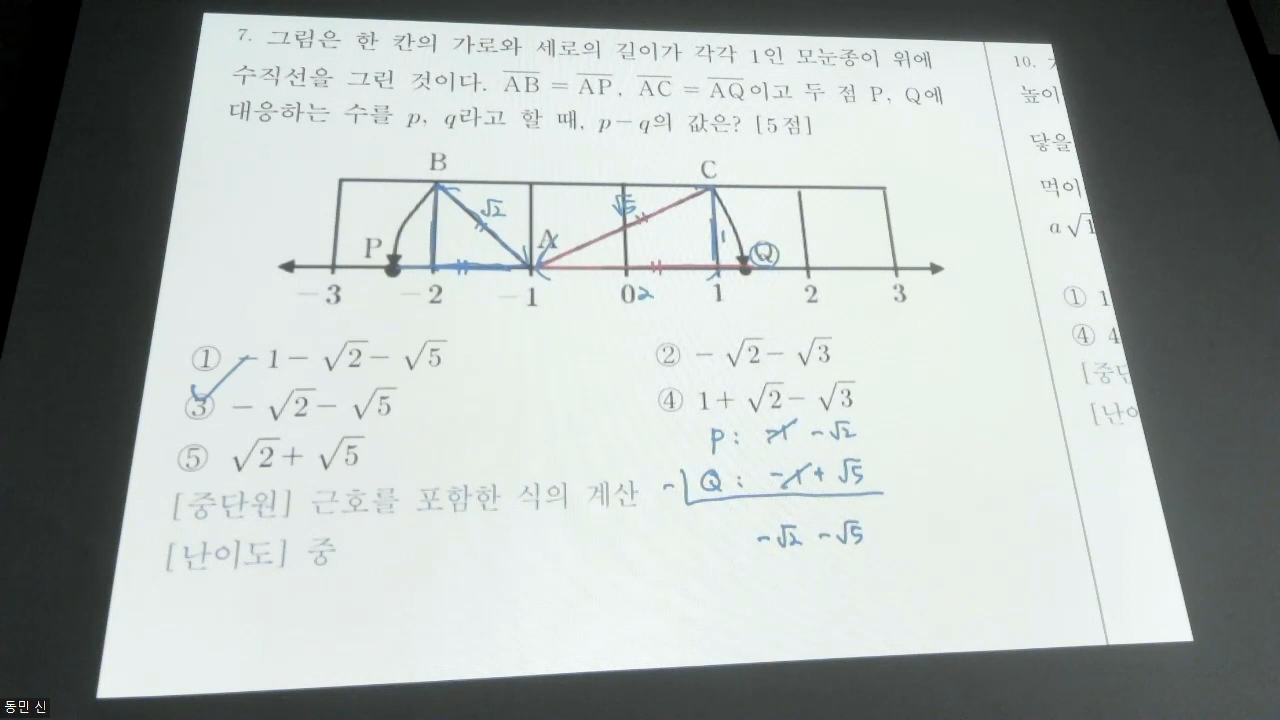 7. 그림은 한 칸의 가로와 세로의 길이가 각각 1인 모눈종이 위에
수직선을 그린 것이다. AB = AP, AC = AQ이고 두 점 P, Q에
대응하는 수를 p, q라고 할 때, p-q의 값은? [5점]
B C
√2 √5
P A 1 Q
-3 -2 -1 0 2 1 2 3
① -1-√2-√5 ② -√2-√3
③ -√2-√5 ④ 1+√2-√3
⑤ √2+√5
P: -1 -√2
- Q: -1+√5
-√2 -√5
[중단원] 근호를 포함한 식의 계산
[난이도] 중
10.
높이
닿을
먹이
a√1
① 1
④ 4
[중단
[난이
동민 신